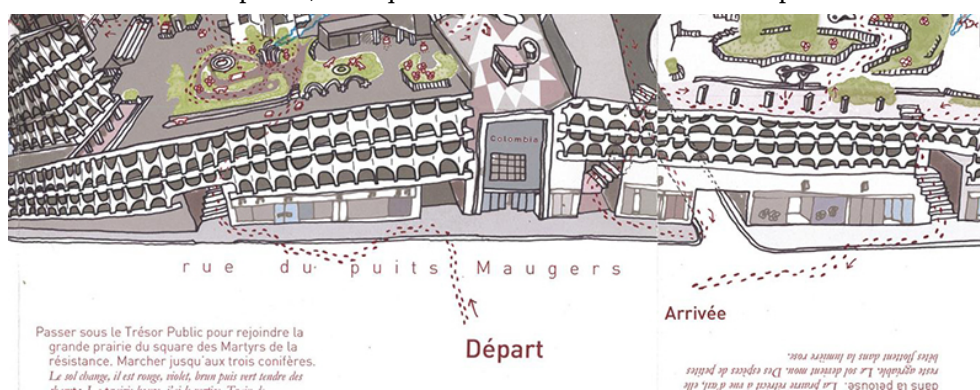 Colombia
rue du puits Maugers
Départ
Arrivée
Passer sous le Trésor Public pour rejoindre la
grande prairie du square des Martyrs de la
résistance. Marcher jusqu'aux trois conifères.
Le sol change, il est rouge, violet, brun puis vert tendre des
dans sa pelouse. La prairie rétrécit à vue d'œil, elle
reste agréable. Le sol devient mou. Des espèces de petites
bêtes flottent dans la lumière rose.